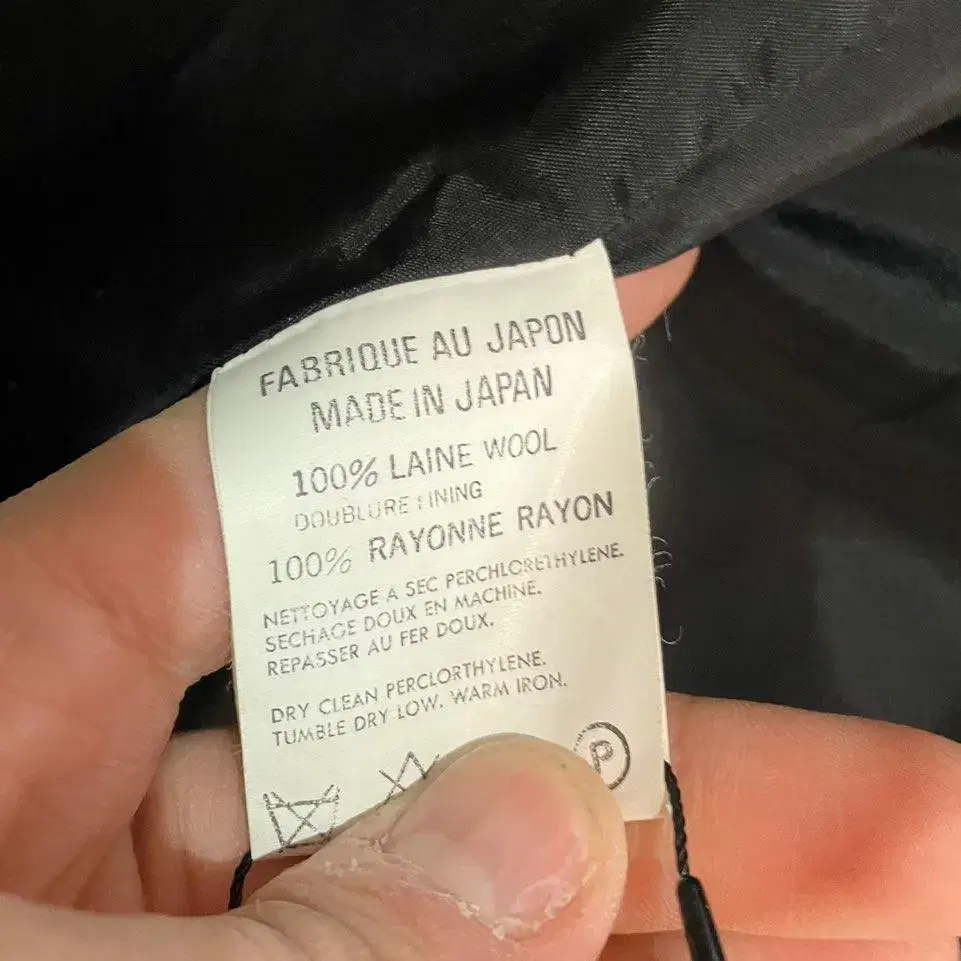 FABRIQUE AU JAPON
MADE IN JAPAN
100% LAINE WOOL
DOUBLURE LINING
100% RAYONNE RAYON
NETTOYAGE A SEC PERCHLORETHYLENE.
SECHAGE DOUX EN MACHINE.
REPASSER AU FER DOUX.
DRY CLEAN PERCLORTHYLENE.
TUMBLE DRY LOW. WARM IRON.
P